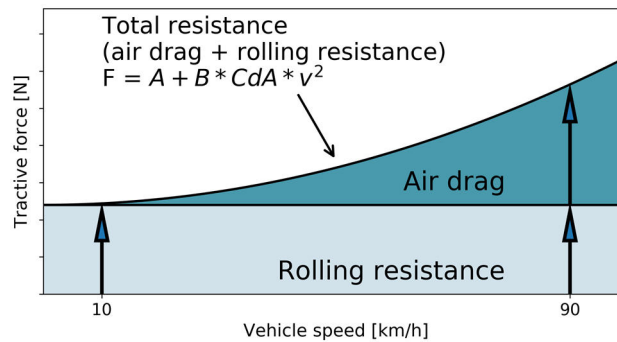 Total resistance
(air drag + rolling resistance)
F = A + B * CdA * v²
Tractive force [N]
Air drag
Rolling resistance
10
90
Vehicle speed [km/h]